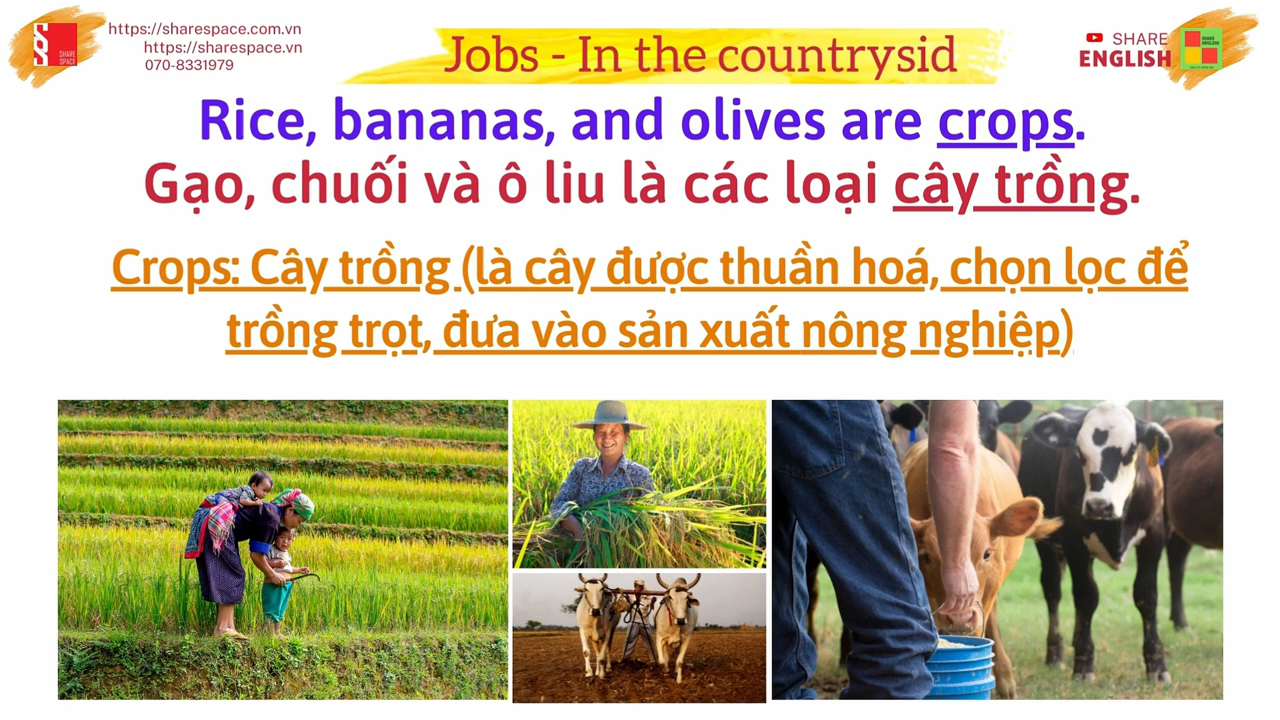 https://sharespace.com.vn
https://sharespace.vn
070-8331979
SHARE
SPACE
Jobs - In the countrysid
SHARE
ENGLISH
Rice, bananas, and olives are crops.
Gạo, chuối và ô liu là các loại cây trồng.
Crops: Cây trồng (là cây được thuần hoá, chọn lọc để
trồng trọt, đưa vào sản xuất nông nghiệp)